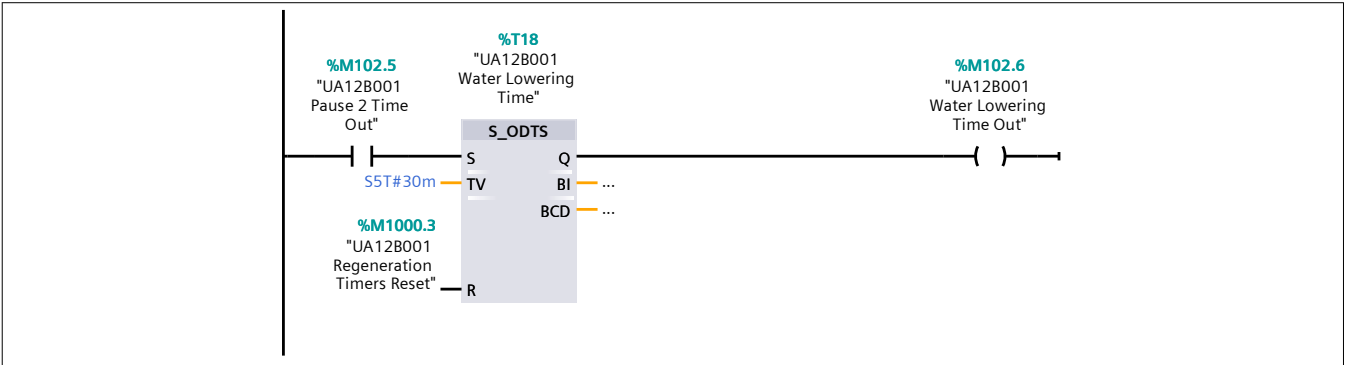 %T18
"UA12B001
Water Lowering
Time"
%M102.5
"UA12B001
Pause 2 Time
Out"
%M102.6
"UA12B001
Water Lowering
Time Out"
S_ODTS
S
Q
S5T#30m
TV
BI
...
BCD
...
%M1000.3
"UA12B001
Regeneration
Timers Reset"
R